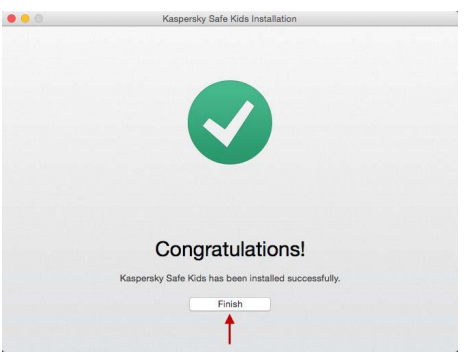 Kaspersky Safe Kids Installation
Congratulations!
Kaspersky Safe Kids has been installed successfully.
Finish